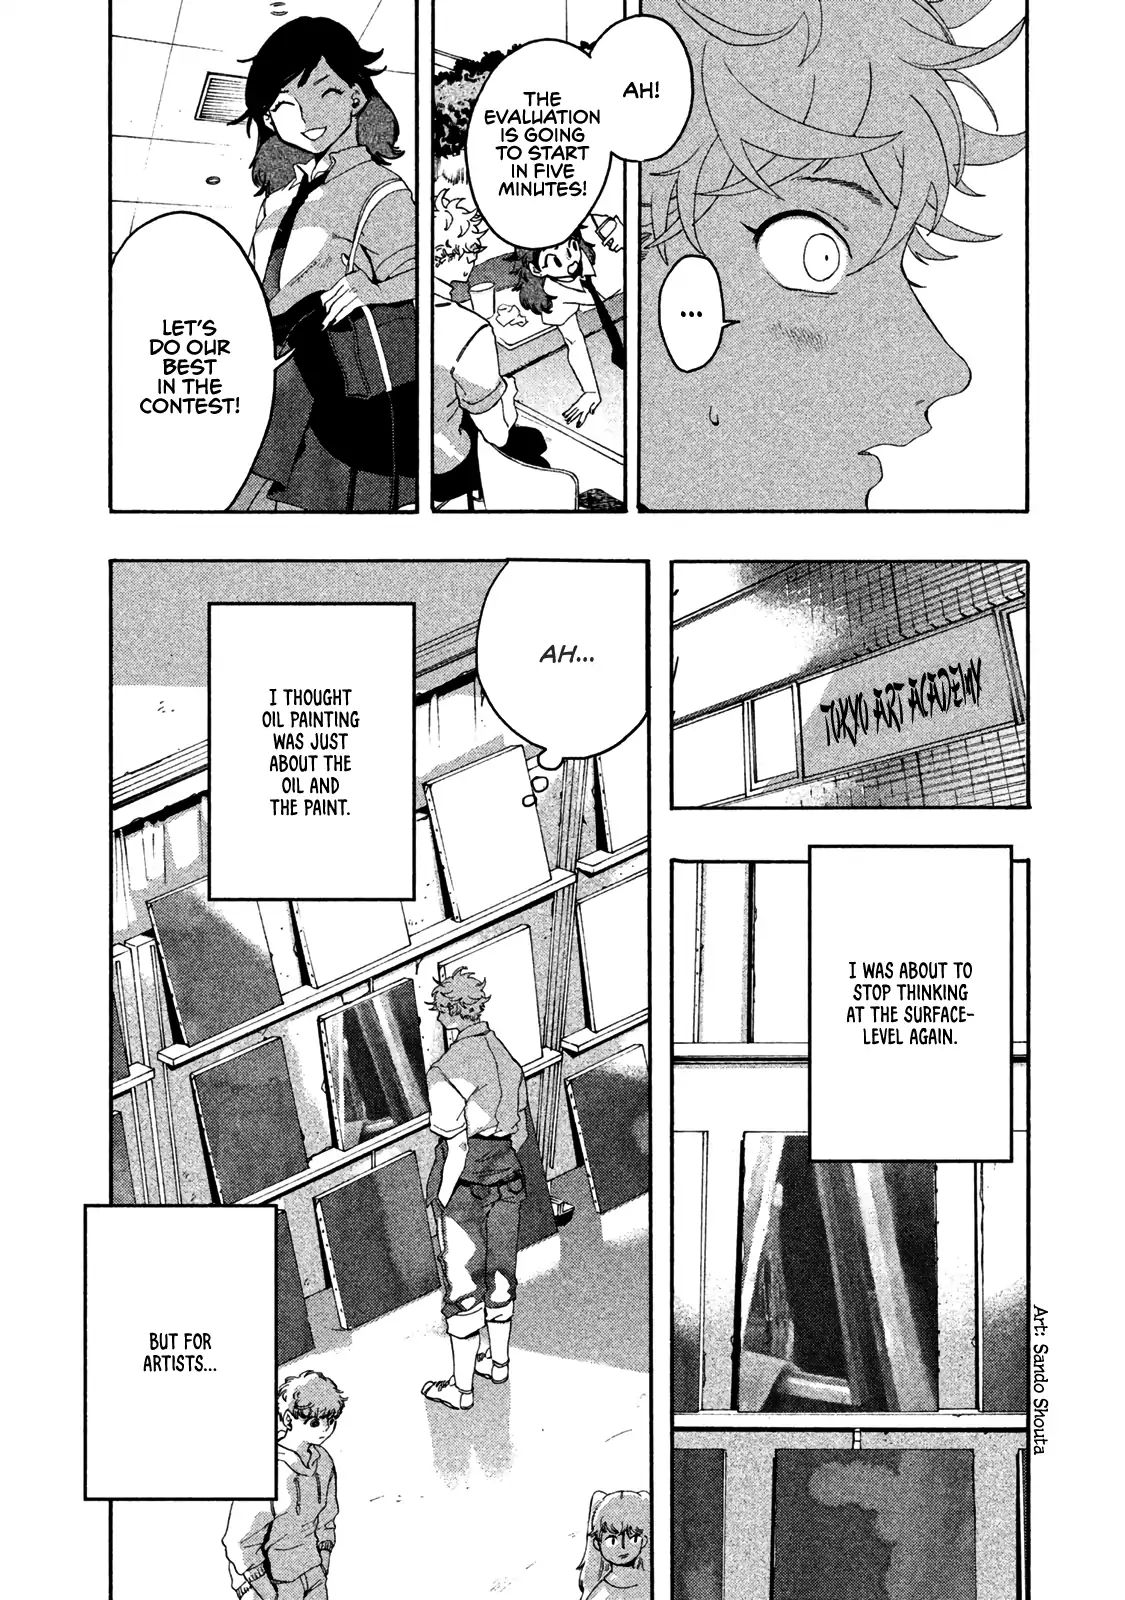 ...
AH!
THE
EVALUATION
IS GOING
TO START
IN FIVE
MINUTES!
LET'S
DO OUR
BEST
IN THE
CONTEST!
TOKYO ART ACADEMY
I WAS ABOUT TO
STOP THINKING
AT THE SURFACE-
LEVEL AGAIN.
Art: Sando Shouta
AH...
I THOUGHT
OIL PAINTING
WAS JUST
ABOUT THE
OIL AND
THE PAINT.
BUT FOR
ARTISTS...